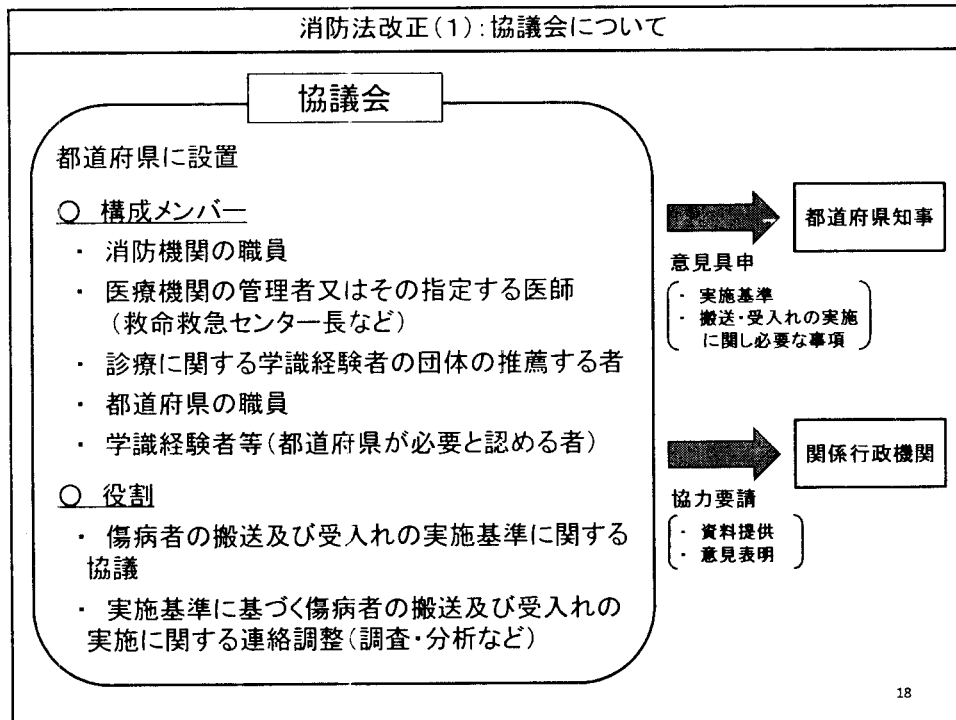 消防法改正(1):協議会について
協議会
都道府県に設置
○ 構成メンバー
・ 消防機関の職員
・ 医療機関の管理者又はその指定する医師
(救命救急センター長など)
・ 診療に関する学識経験者の団体の推薦する者
・ 都道府県の職員
・ 学識経験者等(都道府県が必要と認める者)
○ 役割
・ 傷病者の搬送及び受入れの実施基準に関する
協議
・ 実施基準に基づく傷病者の搬送及び受入れの
実施に関する連絡調整(調査・分析など)
都道府県知事
意見具申
・ 実施基準
・ 搬送・受入れの実施
に関し必要な事項
関係行政機関
協力要請
・ 資料提供
・ 意見表明
18